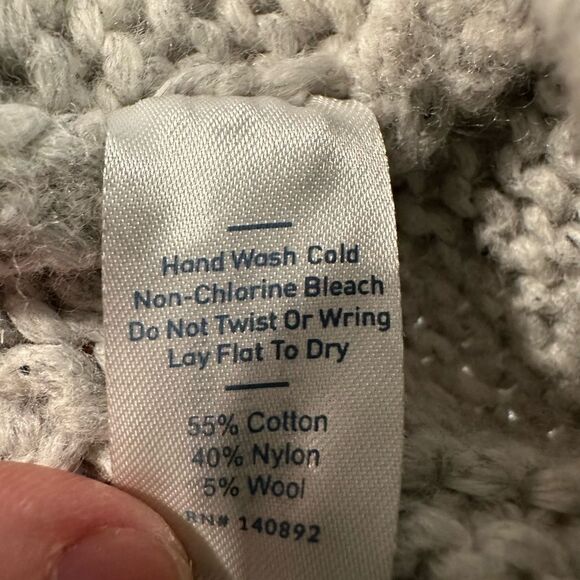 Hand Wash Cold
Non-Chlorine Bleach
Do Not Twist Or Wring
Lay Flat To Dry
55% Cotton
40% Nylon
5% Wool
RN# 140892